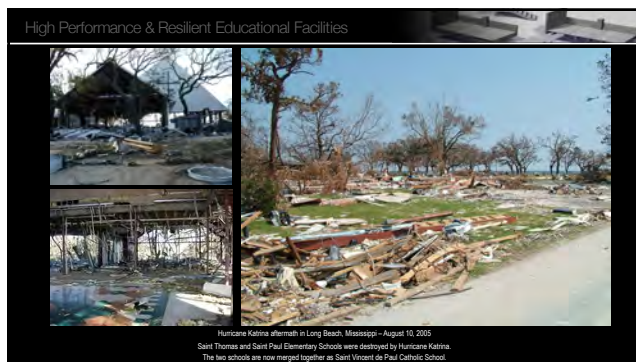 High Performance & Resilient Educational Facilities
Hurricane Katrina aftermath in Long Beach, Mississippi – August 10, 2005
Saint Thomas and Saint Paul Elementary Schools were destroyed by Hurricane Katrina.
The two schools are now merged together as Saint Vincent de Paul Catholic School.